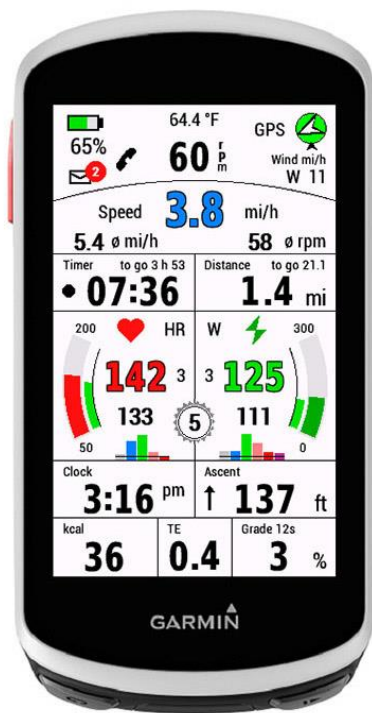 64.4 °F
65%
2
60 rpm
GPS
Wind mi/h
W 11
Speed 3.8 mi/h
5.4 ø mi/h 58 ø rpm
Timer to go 3 h 53
07:36
Distance to go 21.1
1.4 mi
200 HR
142 3
133
50
W 300
3 125
111
0
5
Clock
3:16 pm
Ascent
↑ 137 ft
kcal
36
TE
0.4
Grade 12s
3 %
GARMIN